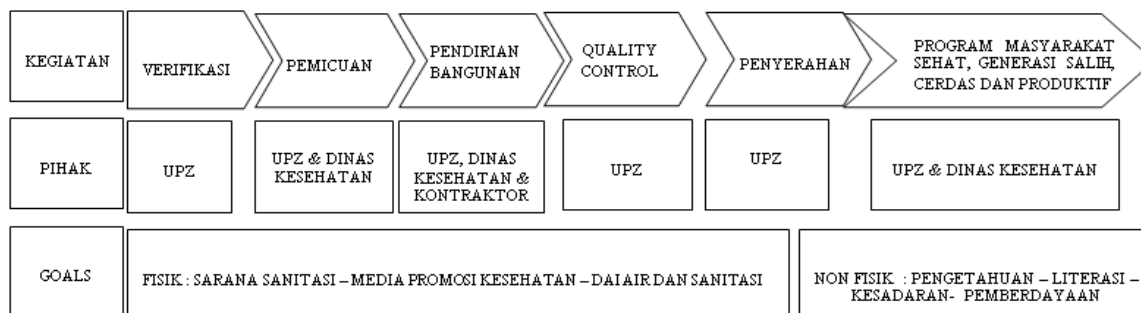 KEGIATAN
VERIFIKASI
PEMICUAN
PENDIRIAN
BANGUNAN
QUALITY
CONTROL
PENYERAHAN
PROGRAM MASYARAKAT
SEHAT, GENERASI SALIH,
CERDAS DAN PRODUKTIF
PIHAK
UPZ
UPZ & DINAS
KESEHATAN
UPZ, DINAS
KESEHATAN &
KONTRAKTOR
UPZ
UPZ
UPZ & DINAS KESEHATAN
GOALS
FISIK : SARANA SANITASI – MEDIA PROMOSI KESEHATAN – DAI AIR DAN SANITASI
NON FISIK : PENGETAHUAN – LITERASI –
KESADARAN- PEMBERDAYAAN